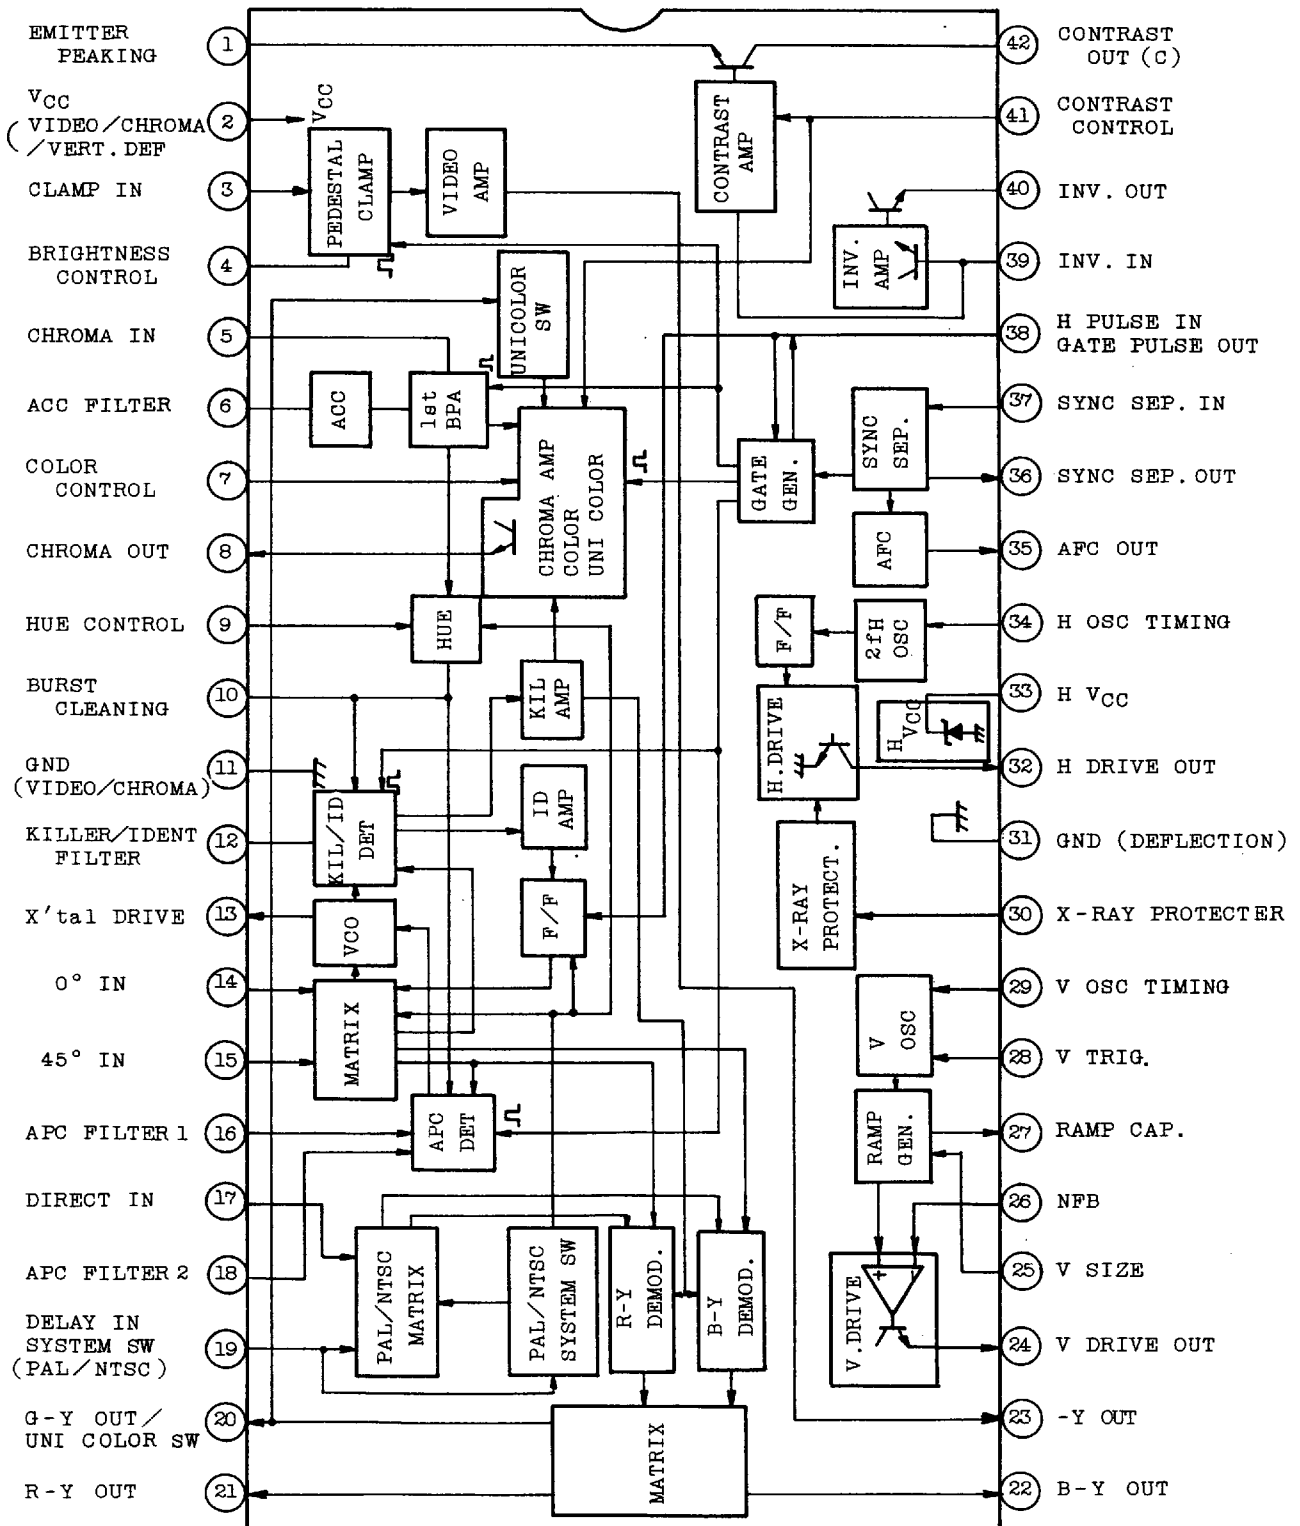 EMITTER
PEAKING
1
VCC
VIDEO/CHROMA
(/VERT.DEF
2
CLAMP IN
3
BRIGHTNESS
CONTROL
4
CHROMA IN
5
ACC FILTER
6
COLOR
CONTROL
7
CHROMA OUT
8
HUE CONTROL
9
BURST
CLEANING
10
GND
(VIDEO/CHROMA)
11
KILLER/IDENT
FILTER
12
X'tal DRIVE
13
0° IN
14
45° IN
15
APC FILTER 1
16
DIRECT IN
17
APC FILTER 2
18
DELAY IN
SYSTEM SW
(PAL/NTSC)
19
G-Y OUT/
UNI COLOR SW
20
R-Y OUT
21
VCC
PEDESTAL
CLAMP
VIDEO
AMP
UNICOLOR
SW
ACC
1st
BPA
CHROMA AMP
COLOR
UNI COLOR
HUE
KIL
AMP
KIL/ID
DET
ID
AMP
VCO
F/F
MATRIX
APC
DET
PAL/NTSC
MATRIX
PAL/NTSC
SYSTEM SW
R-Y
DEMOD.
B-Y
DEMOD.
MATRIX
CONTRAST
AMP
INV.
AMP
GATE
GEN.
SYNC
SEP.
AFC
F/F
2fH
OSC
H.DRIVE
H VCC
X-RAY
PROTECT.
V
OSC
RAMP
GEN.
V.DRIVE
+
-
42
CONTRAST
OUT (C)
41
CONTRAST
CONTROL
40
INV. OUT
39
INV. IN
38
H PULSE IN
GATE PULSE OUT
37
SYNC SEP. IN
36
SYNC SEP. OUT
35
AFC OUT
34
H OSC TIMING
33
H VCC
32
H DRIVE OUT
31
GND (DEFLECTION)
30
X-RAY PROTECTER
29
V OSC TIMING
28
V TRIG.
27
RAMP CAP.
26
NFB
25
V SIZE
24
V DRIVE OUT
23
-Y OUT
22
B-Y OUT